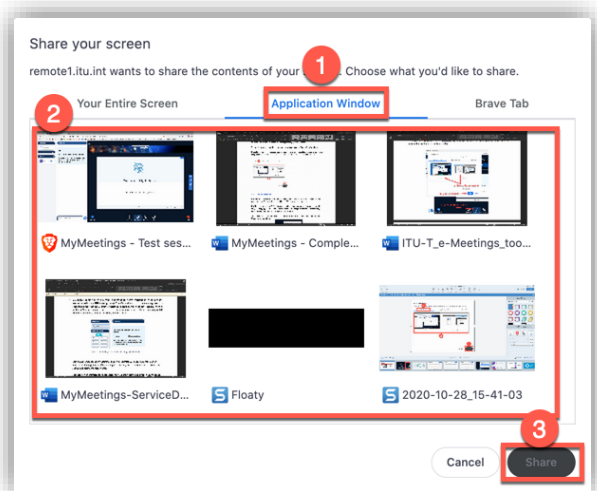 Share your screen
1
remote1.itu.int wants to share the contents of your . Choose what you'd like to share.
2
Your Entire Screen Application Window Brave Tab
MyMeetings - Test ses... MyMeetings - Comple... ITU-T_e-Meetings_too...
MyMeetings-ServiceD... Floaty 2020-10-28_15-41-03
3
Cancel Share